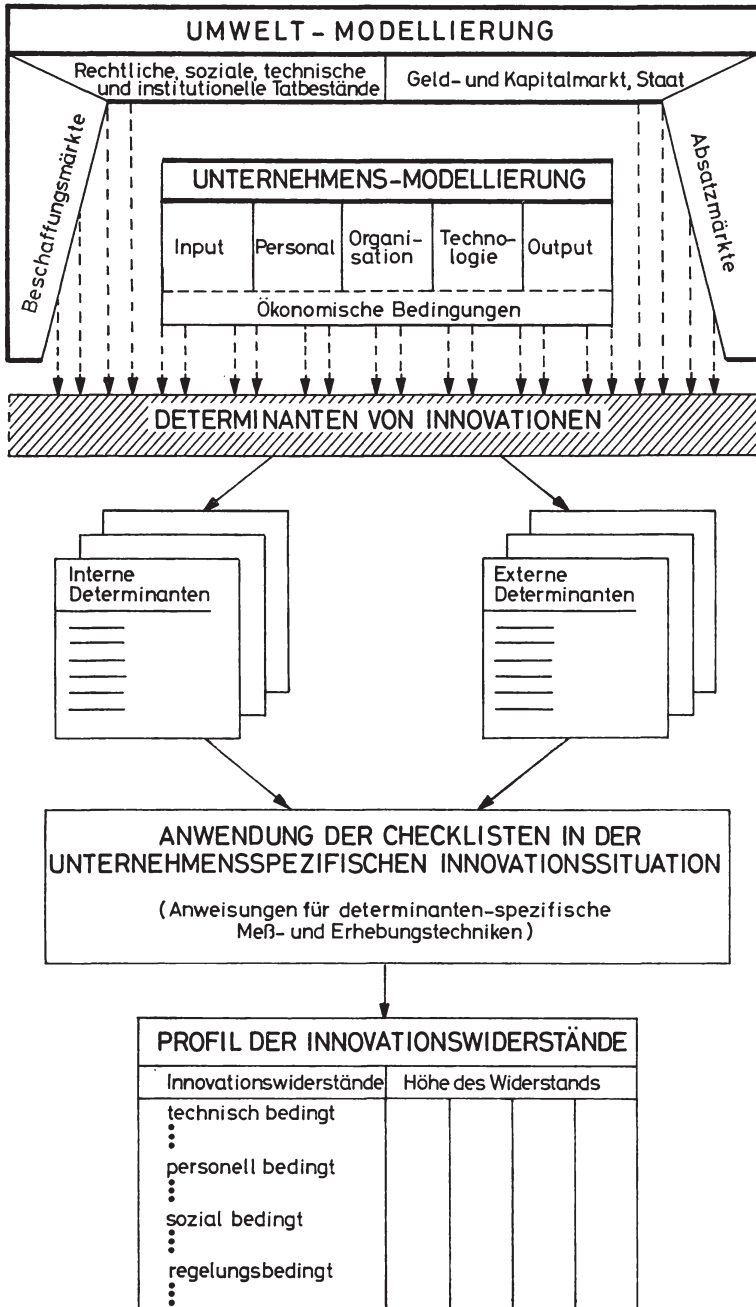 UMWELT - MODELLIERUNG
Rechtliche, soziale, technische
und institutionelle Tatbestände
Geld- und Kapitalmarkt, Staat
Beschaffungsmärkte
Absatzmärkte
UNTERNEHMENS-MODELLIERUNG
Input
Personal
Organi-
sation
Techno-
logie
Output
Ökonomische Bedingungen
DETERMINANTEN VON INNOVATIONEN
Interne
Determinanten
Externe
Determinanten
ANWENDUNG DER CHECKLISTEN IN DER
UNTERNEHMENSSPEZIFISCHEN INNOVATIONSSITUATION
(Anweisungen für determinanten-spezifische
Meß- und Erhebungstechniken)
PROFIL DER INNOVATIONSWIDERSTÄNDE
Innovationswiderstände
Höhe des Widerstands
technisch bedingt
personell bedingt
sozial bedingt
regelungsbedingt